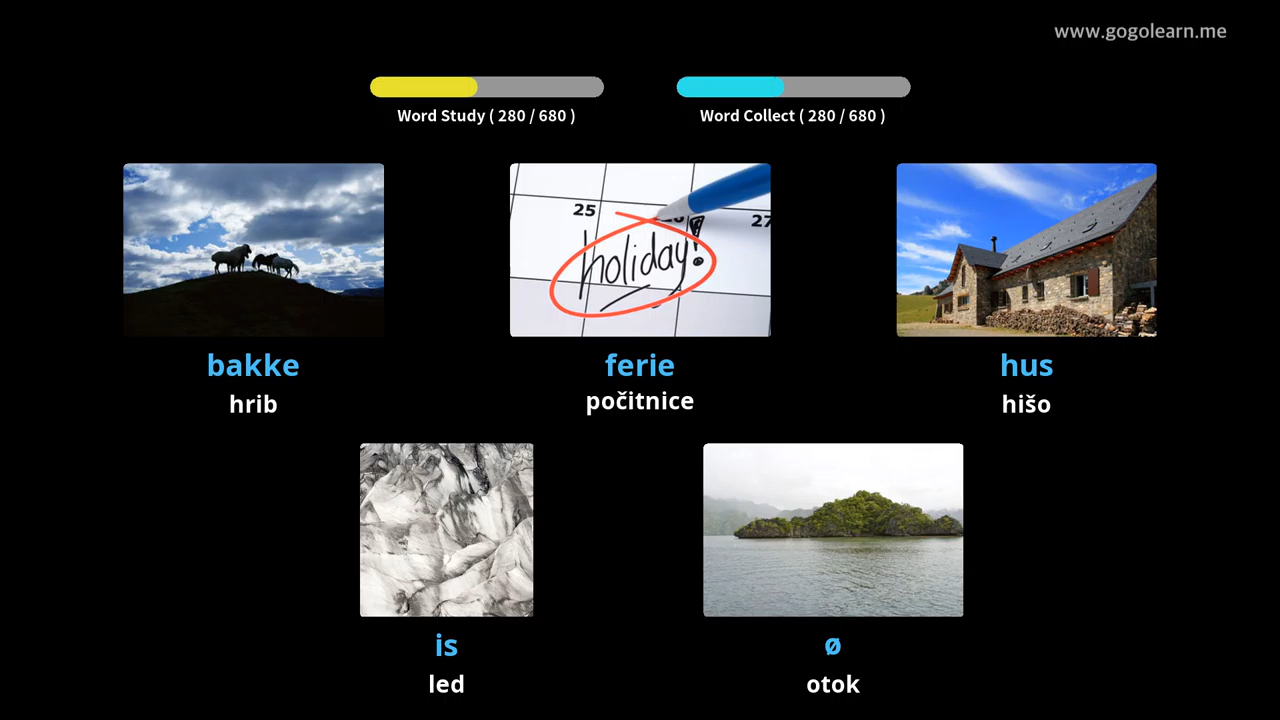 www.gogolearn.me
Word Study ( 280 / 680 )
Word Collect ( 280 / 680 )
25
27
holiday!
bakke
ferie
hus
hrib
počitnice
hišo
is
ø
led
otok